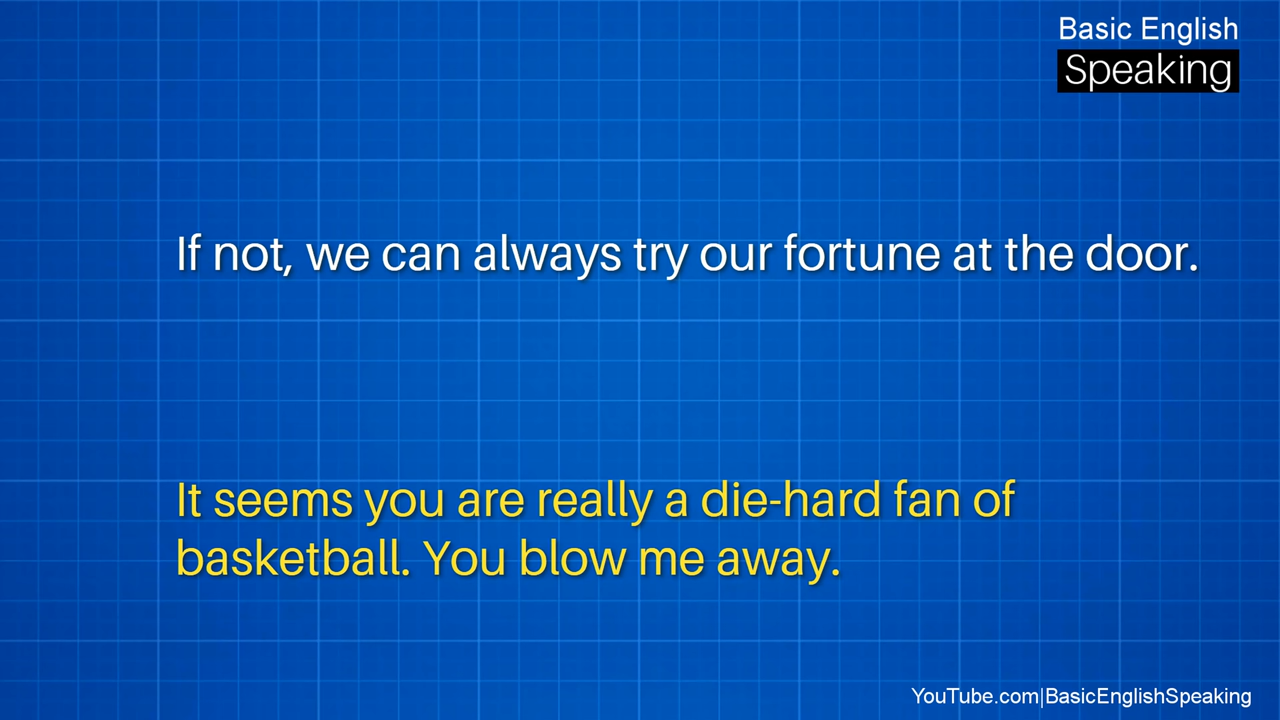 Basic English
Speaking
If not, we can always try our fortune at the door.
It seems you are really a die-hard fan of
basketball. You blow me away.
YouTube.com|BasicEnglishSpeaking